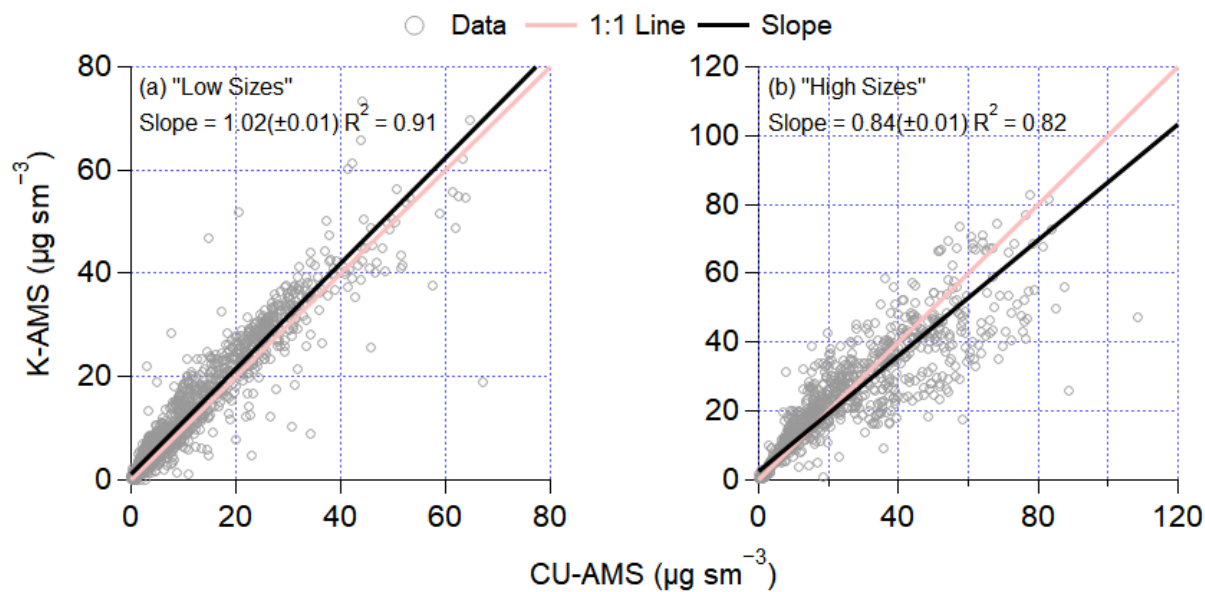 Data 1:1 Line Slope
(a) "Low Sizes"
Slope = 1.02(±0.01) R² = 0.91
80
60
40
20
0
0 20 40 60 80
K-AMS (µg sm⁻³)
(b) "High Sizes"
Slope = 0.84(±0.01) R² = 0.82
120
100
80
60
40
20
0
0 40 80 120
CU-AMS (µg sm⁻³)